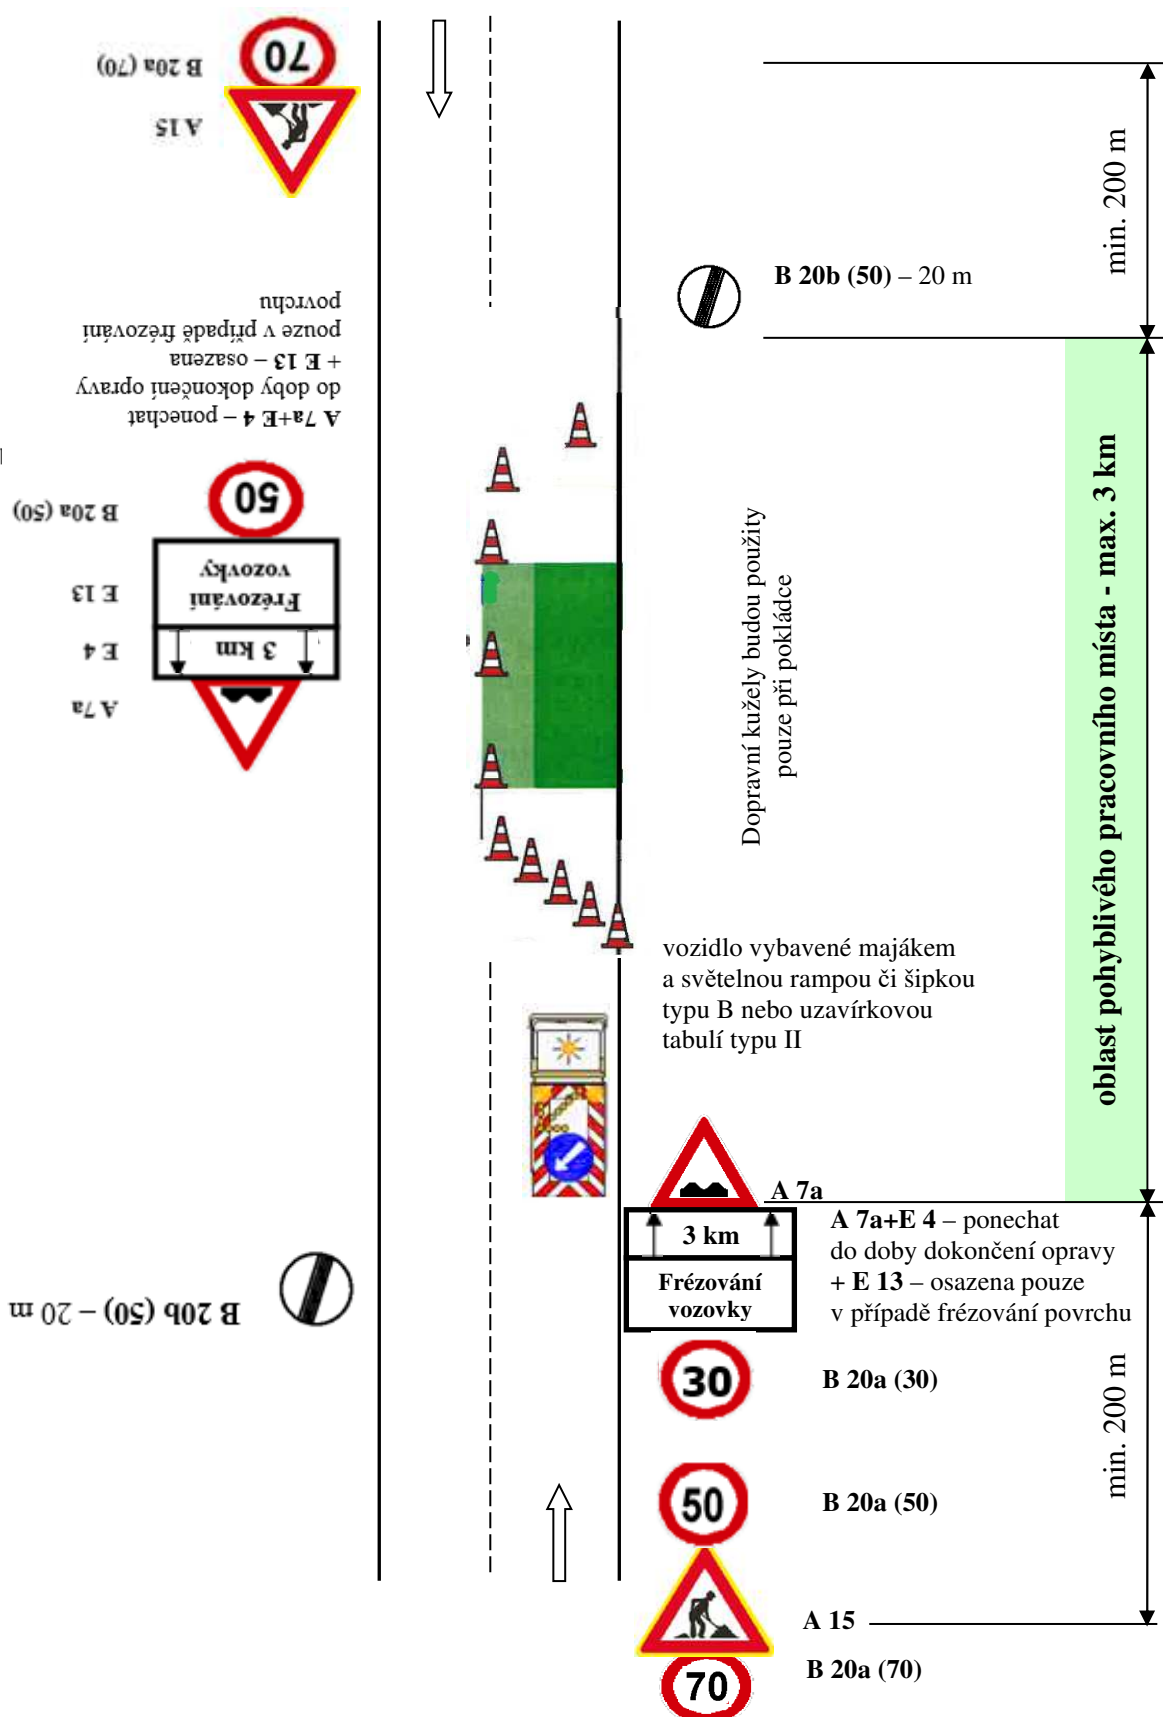 B 20a (70)
70
A 15
min. 200 m
B 20b (50) – 20 m
A 7a+E 4 – ponechat
do doby dokončení opravy
+ E 13 – osazena
pouze v případě frézování
povrchu
B 20a (50)
50
E 13
Frézování
vozovky
E 4
3 km
A 7a
Dopravní kužely budou použity
pouze při pokládce
oblast pohyblivého pracovního místa - max. 3 km
vozidlo vybavené majákem
a světelnou rampou či šipkou
typu B nebo uzavírkovou
tabulí typu II
A 7a
3 km
Frézování
vozovky
A 7a+E 4 – ponechat
do doby dokončení opravy
+ E 13 – osazena pouze
v případě frézování povrchu
B 20b (50) – 20 m
30
B 20a (30)
50
B 20a (50)
min. 200 m
A 15
70
B 20a (70)